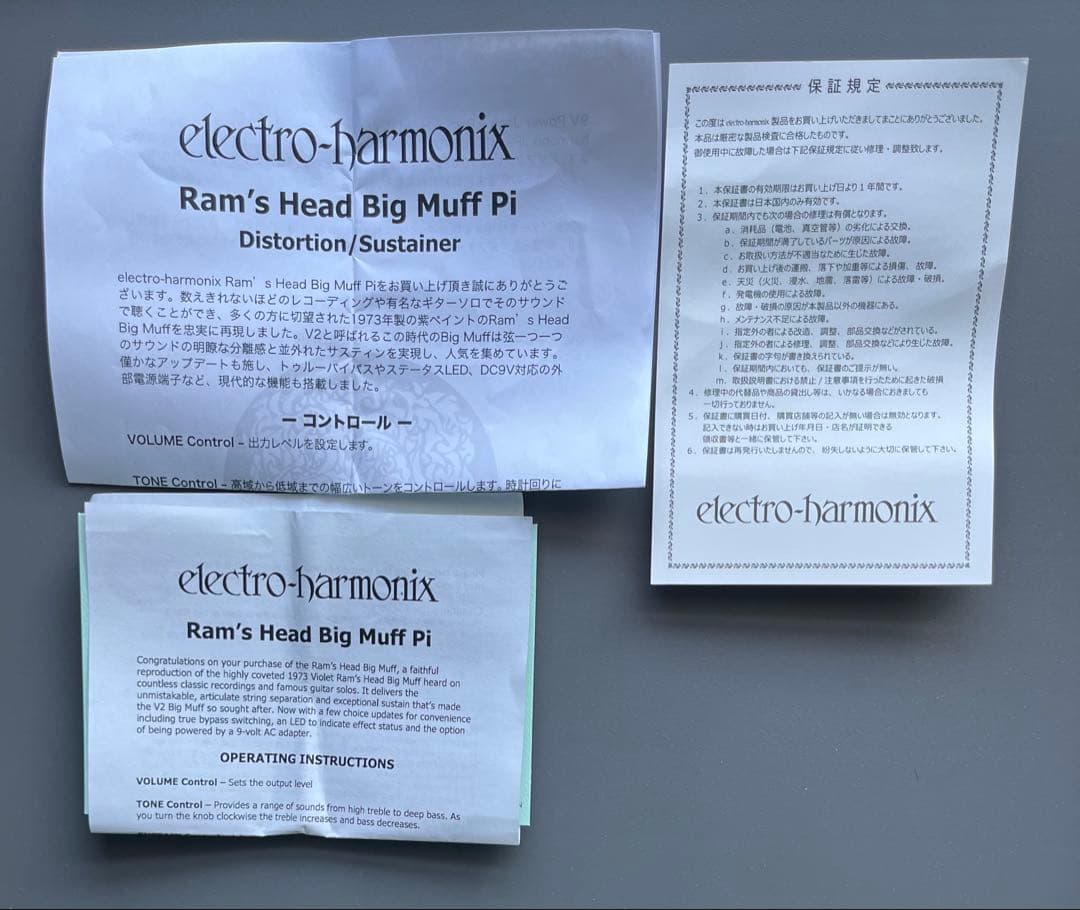 electro-harmonix
Ram's Head Big Muff Pi
Distortion/Sustainer
electro-harmonix Ram's Head Big Muff Piをお買い上げ頂き誠にありがとうご
ざいます。数えきれないほどのレコーディングや有名なギターソロでそのサウンド
で聴くことができ、多くの方に切望された1973年製の紫ペイントのRam's Head
Big Muffを忠実に再現しました。V2と呼ばれるこの時代のBig Muffは弦一つ一つ
のサウンドの明瞭な分離感と並外れたサスティンを実現し、人気を集めています。
僅かなアップデートも施し、トゥルーバイパスやステータスLED、DC9V対応の外
部電源端子など、現代的な機能も搭載しました。
ー コントロール ー
VOLUME Control – 出力レベルを設定します。
TONE Control – 高域から低域までの幅広いトーンをコントロールします。時計回りに
electro-harmonix
Ram's Head Big Muff Pi
Congratulations on your purchase of the Ram's Head Big Muff, a faithful
reproduction of the highly coveted 1973 Violet Ram's Head Big Muff heard on
countless classic recordings and famous guitar solos. It delivers the
unmistakable, articulate string separation and exceptional sustain that's made
the V2 Big Muff so sought after. Now with a few choice updates for convenience
including true bypass switching, an LED to indicate effect status and the option
of being powered by a 9-volt AC adapter.
OPERATING INSTRUCTIONS
VOLUME Control – Sets the output level
TONE Control – Provides a range of sounds from high treble to deep bass. As
you turn the knob clockwise the treble increases and bass decreases.
保証規定
この度は electro-harmonix 製品をお買い上げいただきましてまことにありがとうございました。
本品は厳密な製品検査に合格したものです。
御使用中に故障した場合は下記保証規定に従い修理・調整致します。
1．本保証書の有効期限はお買い上げ日より1年間です。
2．本保証書は日本国内のみ有効です。
3．保証期間内でも次の場合の修理は有償となります。
a．消耗品（電池、真空管等）の劣化による交換。
b．保証期間が満了しているパーツが原因による故障。
c．お取扱い方法が不適当なために生じた故障。
d．お買い上げ後の運搬、落下や加重等による損傷、故障。
e．天災（火災、浸水、地震、落雷等）による故障・破損。
f．発電機の使用による故障。
g．故障・破損の原因が本製品以外の機器にある。
h．メンテナンス不足による故障。
i．指定外の者による改造、調整、部品交換などがされている。
j．指定外の者による修理、調整、部品交換などにより生じた故障。
k．保証書の字句が書き換えられている。
l．保証期間内においても、保証書のご提示が無い。
m．取扱説明書における禁止／注意事項を行ったために起きた破損
4．修理中の代替品や商品の貸出し等は、いかなる場合におきましても
一切行っておりません。
5．保証書に購買日付、購買店舗等の記入が無い場合は無効となります。
記入できない時はお買い上げ年月日・店名が証明できる
領収書等と一緒に保管して下さい。
6．保証書は再発行いたしませんので、紛失しないように大切に保管して下さい。
electro-harmonix